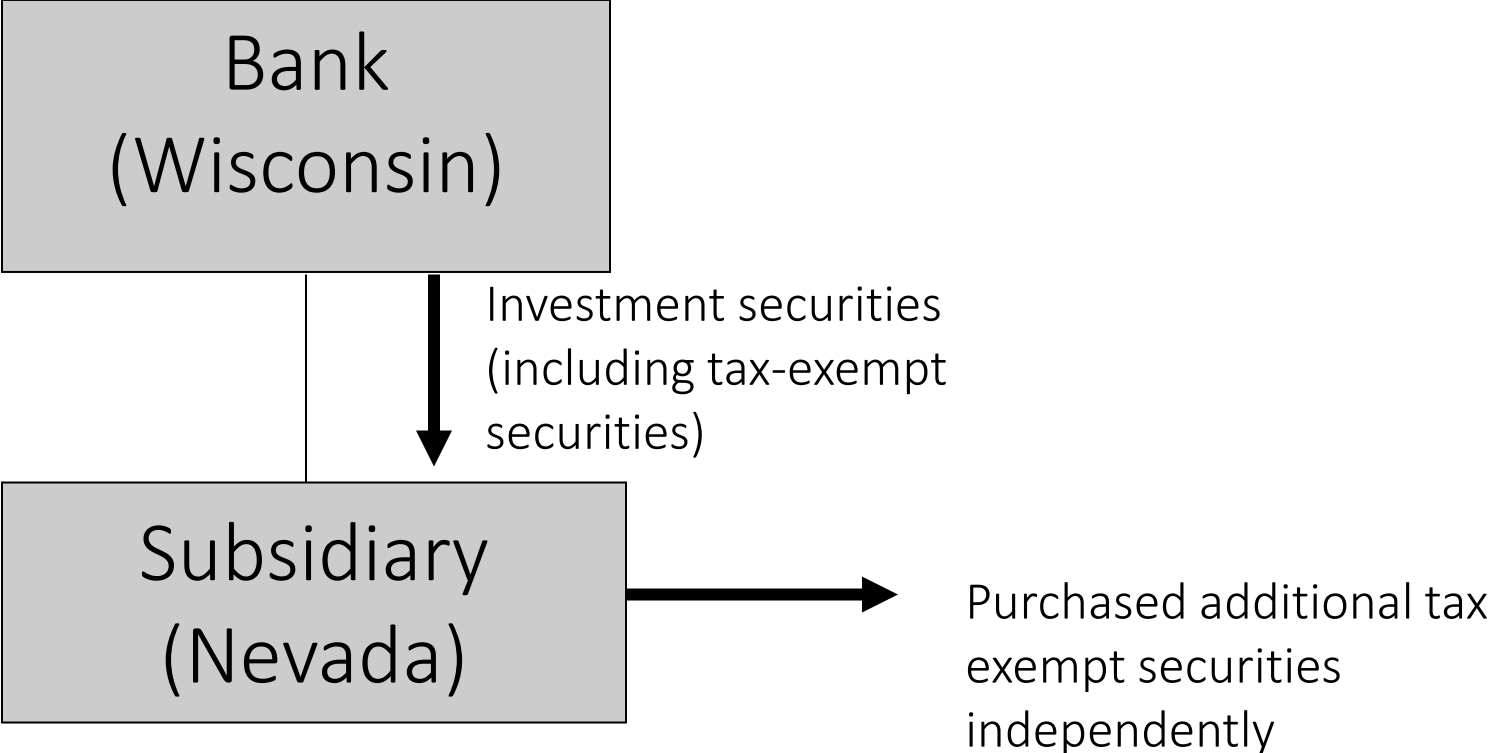 Bank
(Wisconsin)
Investment securities
(including tax-exempt
securities)
Subsidiary
(Nevada)
Purchased additional tax
exempt securities
independently